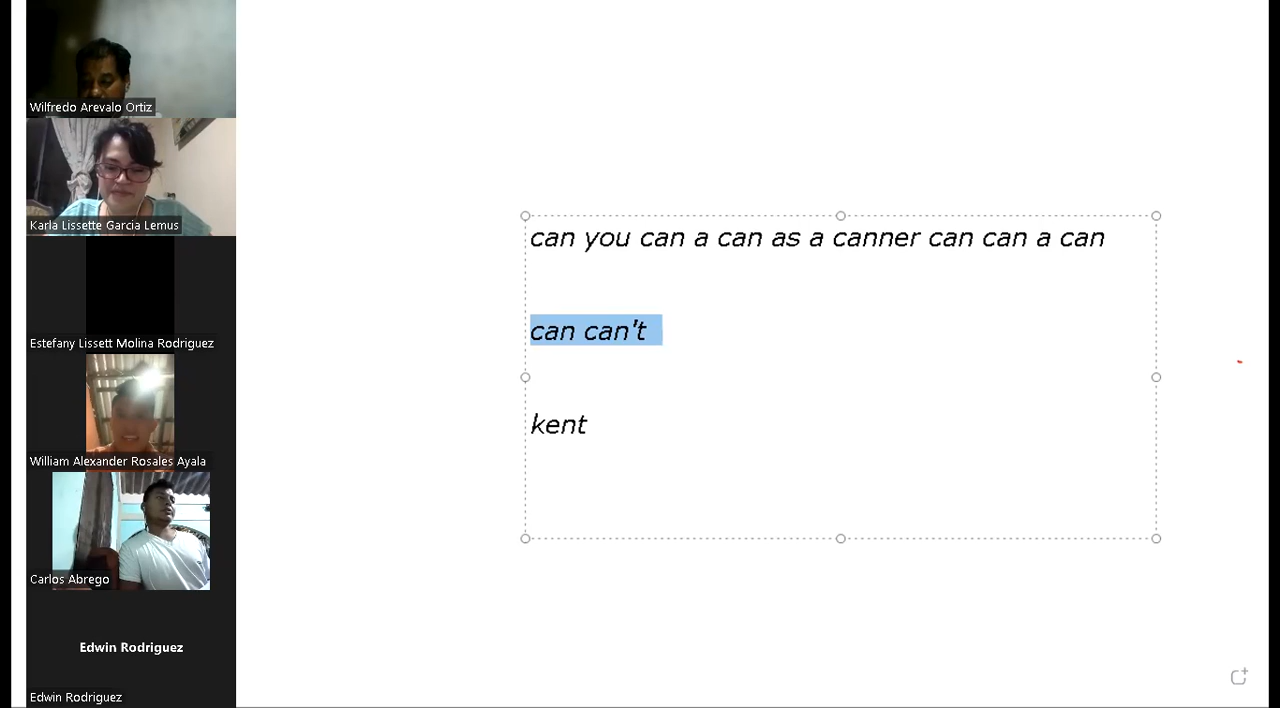 Wilfredo Arevalo Ortiz
Karla Lissette Garcia Lemus
Estefany Lissett Molina Rodriguez
William Alexander Rosales Ayala
Carlos Abrego
Edwin Rodriguez
Edwin Rodriguez
can you can a can as a canner can can a can
can can't
kent